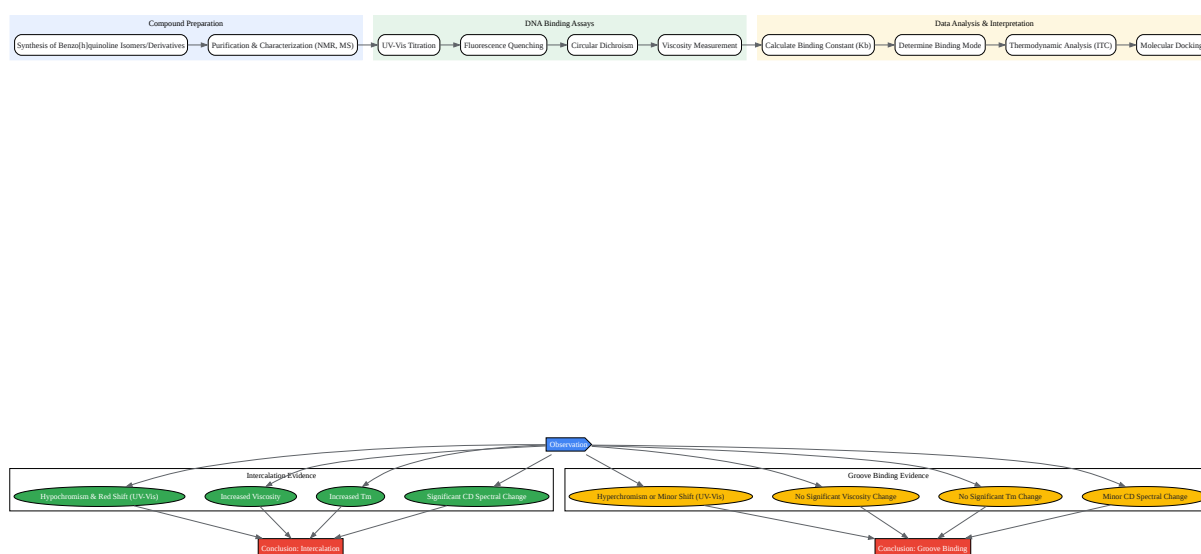 Compound Preparation
DNA Binding Assays
Data Analysis & Interpretation
Synthesis of Benzo[h]quinoline Isomers/Derivatives
Purification & Characterization (NMR, MS)
UV-Vis Titration
Fluorescence Quenching
Circular Dichroism
Viscosity Measurement
Calculate Binding Constant (Kb)
Determine Binding Mode
Thermodynamic Analysis (ITC)
Molecular Docking
Observation
Intercalation Evidence
Groove Binding Evidence
Hypochromism & Red Shift (UV-Vis)
Increased Viscosity
Increased Tm
Significant CD Spectral Change
Hyperchromism or Minor Shift (UV-Vis)
No Significant Viscosity Change
No Significant Tm Change
Minor CD Spectral Change
Conclusion: Intercalation
Conclusion: Groove Binding